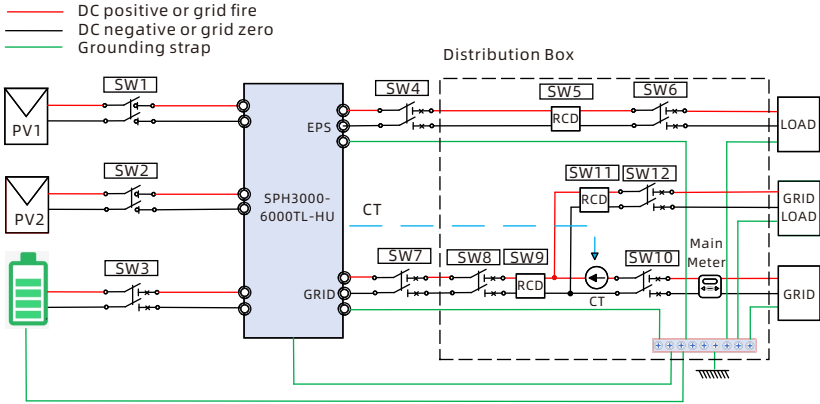 DC positive or grid fire
DC negative or grid zero
Grounding strap
Distribution Box
SW1
SW4
SW5
SW6
PV1
EPS
RCD
LOAD
SW2
SW11
SW12
PV2
SPH3000-
6000TL-HU
CT
RCD
GRID
LOAD
SW3
SW7
SW8
SW9
SW10
Main
Meter
GRID
RCD
CT
GRID